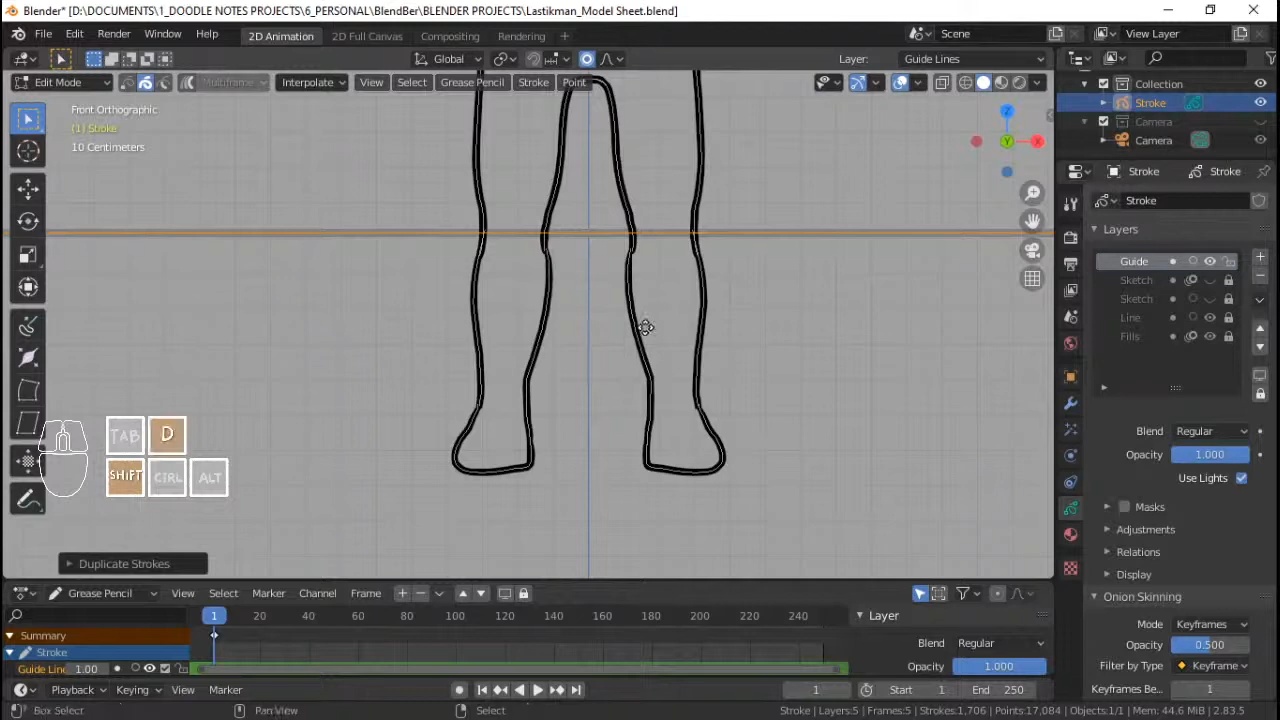 Blender* [D:\DOCUMENTS\1_DOODLE NOTES PROJECTS\6_PERSONAL\BlendBer\BLENDER PROJECTS\Lastikman_Model Sheet.blend]
File Edit Render Window Help 2D Animation 2D Full Canvas Compositing Rendering + Scene View Layer
Global Layer: Guide Lines
Edit Mode Multiframe Interpolate View Select Grease Pencil Stroke Point
Collection
Stroke
Camera
Camera
Front Orthographic
(1) Stroke
10 Centimeters
Z
Y
X
Stroke Stroke
Stroke
Layers
Guide
Sketch
Sketch
Line
Fills
TAB D
SHIFT CTRL ALT
Blend Regular
Opacity 1.000
Use Lights
Masks
Adjustments
Relations
Display
Duplicate Strokes
Onion Skinning
Mode Keyframes
Opacity 0.500
Filter by Type Keyframe
Keyframes Be... 1
Grease Pencil View Select Marker Channel Frame
1 20 40 60 80 100 120 140 160 180 200 220 240
Layer
Summary
Stroke
Guide Line 1.00
Blend Regular
Opacity 1.000
Playback Keying View Marker 1 Start 1 End 250
Box Select Pan View Select Stroke | Layers:5 | Frames:5 | Strokes:1,706 | Points:17,084 | Objects:1/1 | Mem: 44.6 MiB | 2.83.5